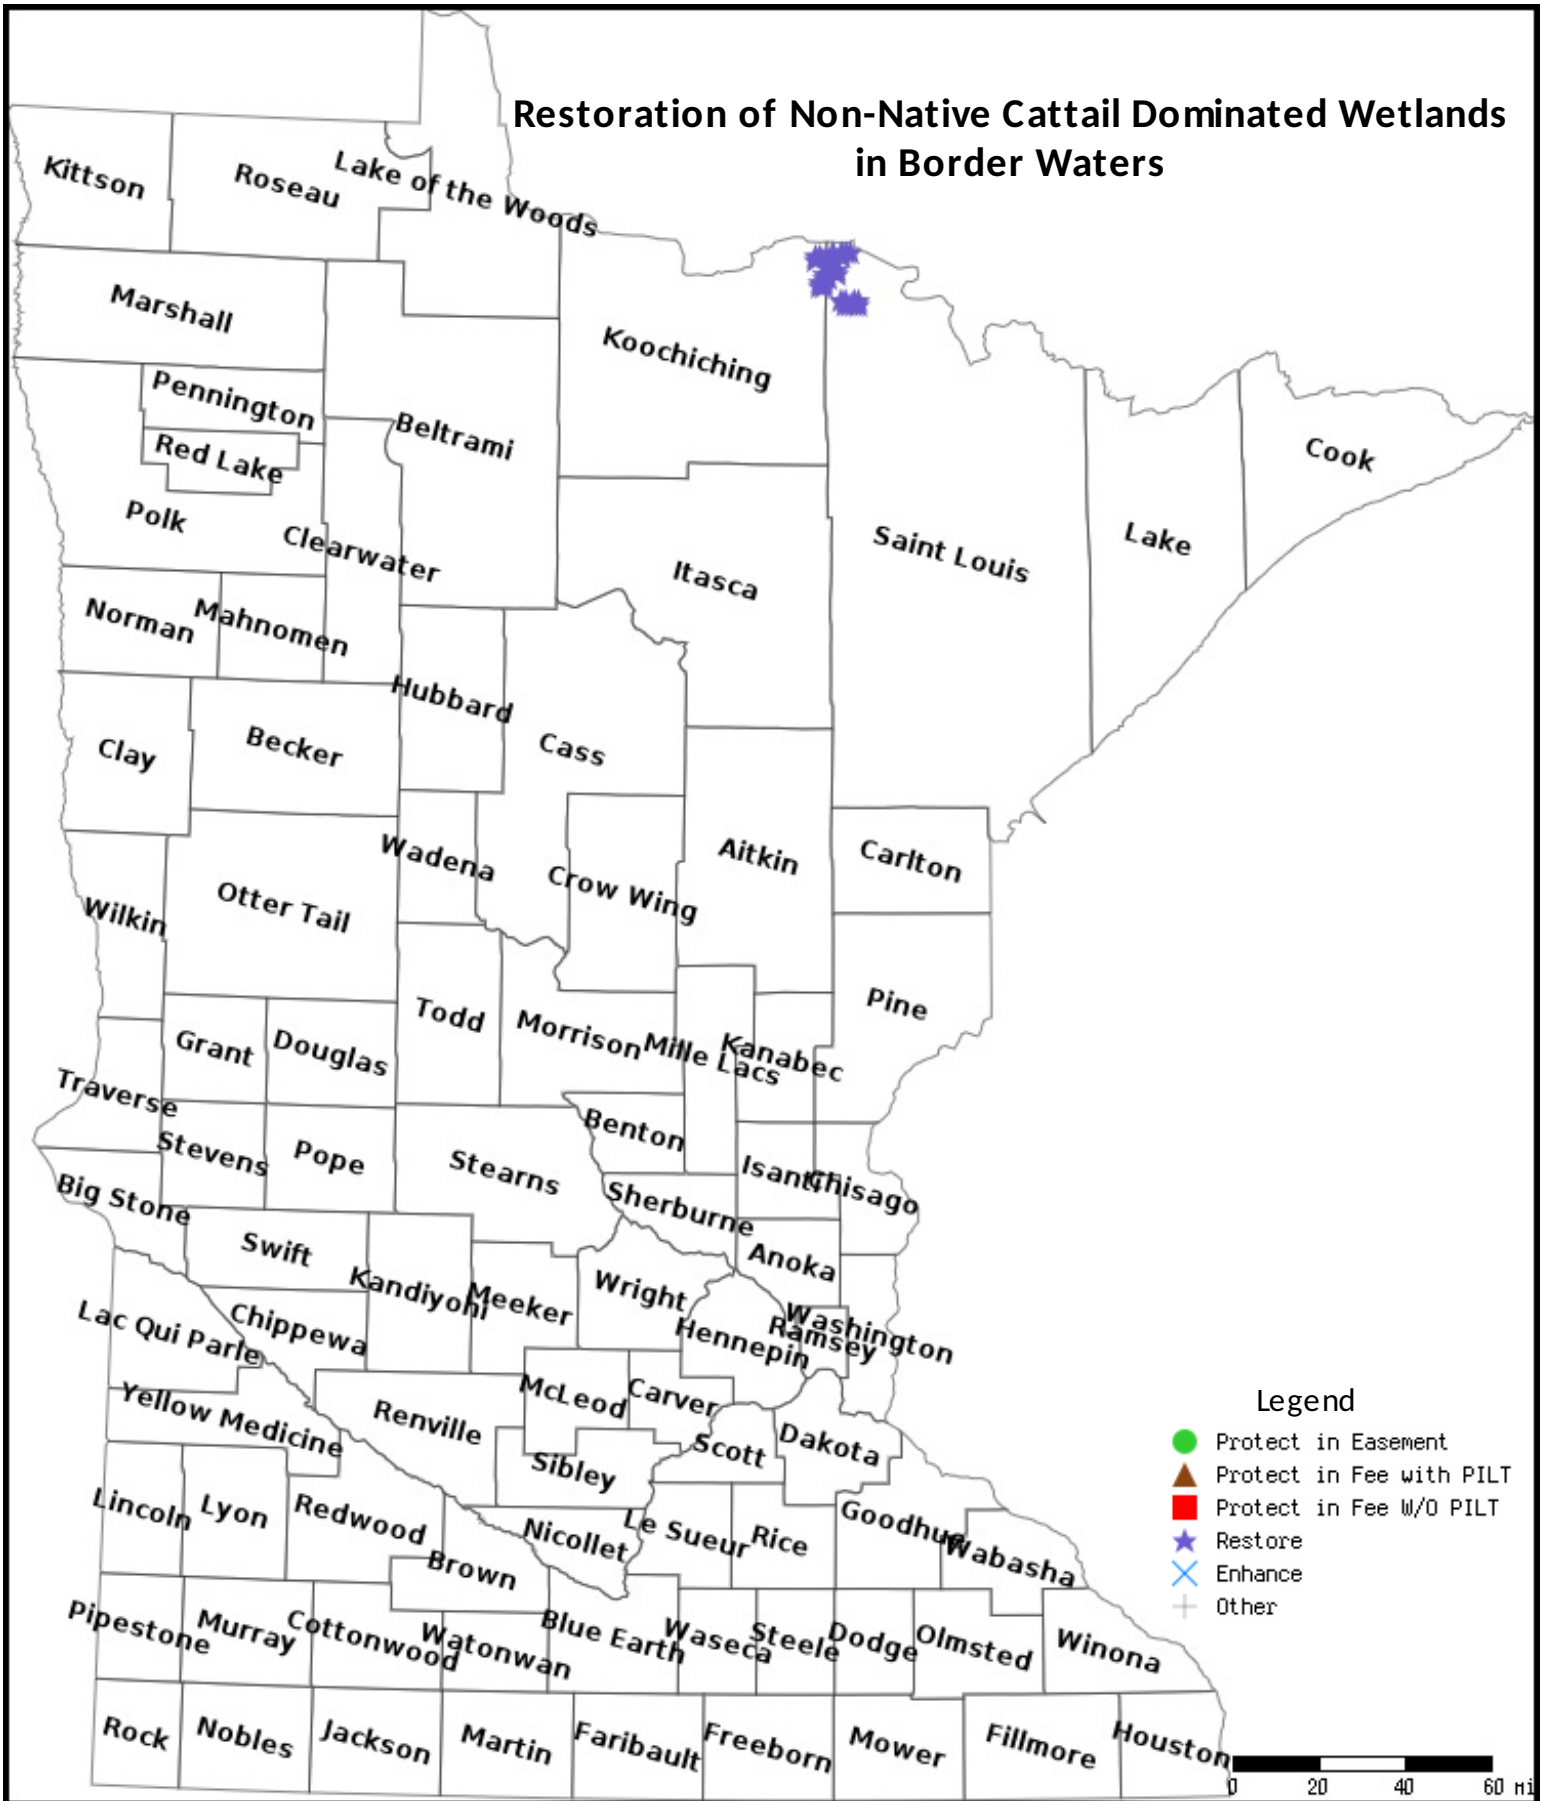 Restoration of Non-Native Cattail Dominated Wetlands
in Border Waters
Kittson
Roseau
Lake of the Woods
Marshall
Koochiching
Pennington
Beltrami
Red Lake
Cook
Polk
Clearwater
Saint Louis
Lake
Itasca
Norman
Mahnomen
Hubbard
Clay
Becker
Cass
Wadena
Aitkin
Carlton
Crow Wing
Otter Tail
Wilkin
Pine
Todd
Morrison
Mille Lacs
Kanabec
Grant
Douglas
Traverse
Benton
Stevens
Pope
Stearns
Isanti
Chisago
Big Stone
Sherburne
Swift
Anoka
Kandiyohi
Meeker
Wright
Lac Qui Parle
Chippewa
Hennepin
Ramsey
Washington
Yellow Medicine
Renville
McLeod
Carver
Scott
Dakota
Sibley
Lincoln
Lyon
Redwood
Nicollet
Le Sueur
Rice
Goodhue
Wabasha
Brown
Pipestone
Murray
Cottonwood
Watonwan
Blue Earth
Waseca
Steele
Dodge
Olmsted
Winona
Rock
Nobles
Jackson
Martin
Faribault
Freeborn
Mower
Fillmore
Houston
Legend
Protect in Easement
Protect in Fee with PILT
Protect in Fee W/O PILT
Restore
Enhance
Other
0 20 40 60 mi